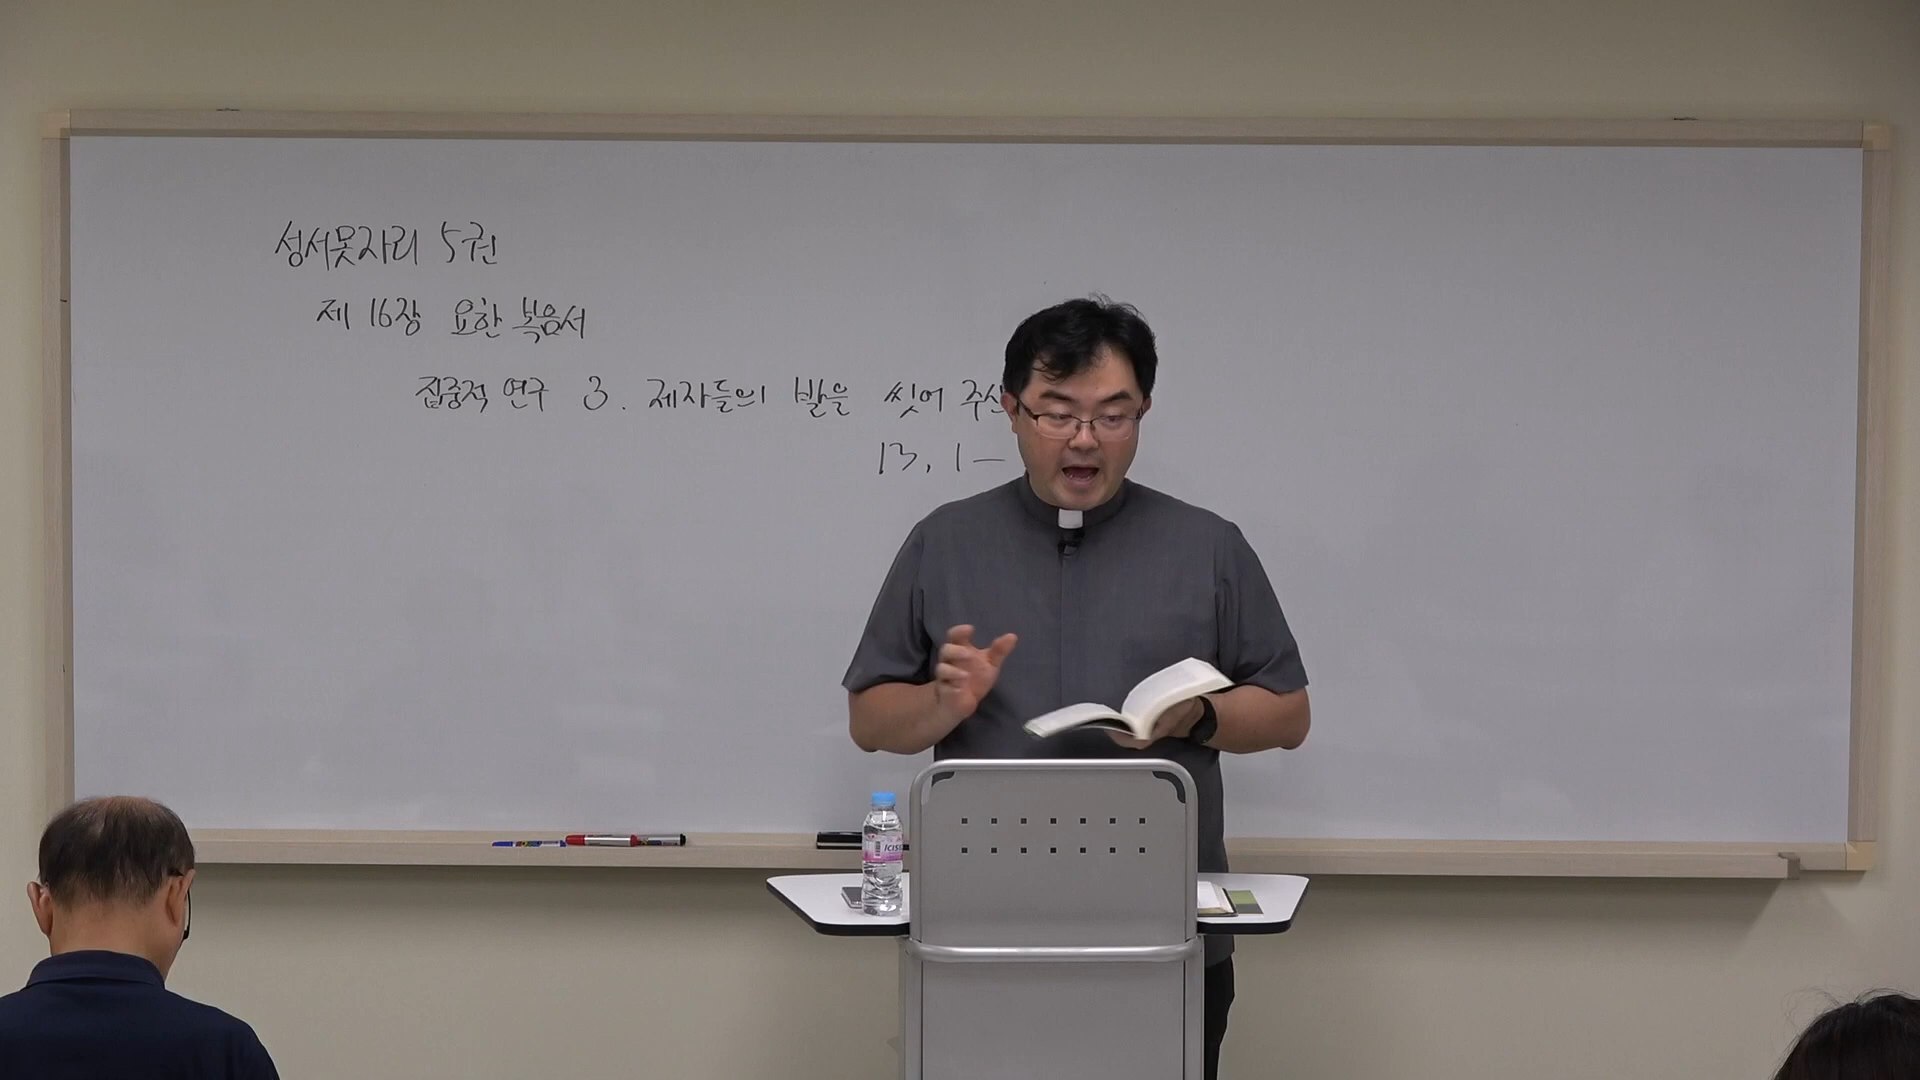 성서못자리 5권
제 16장 요한 복음서
집중적 연구 3. 제자들의 발을 씻어 주신
13, 1-